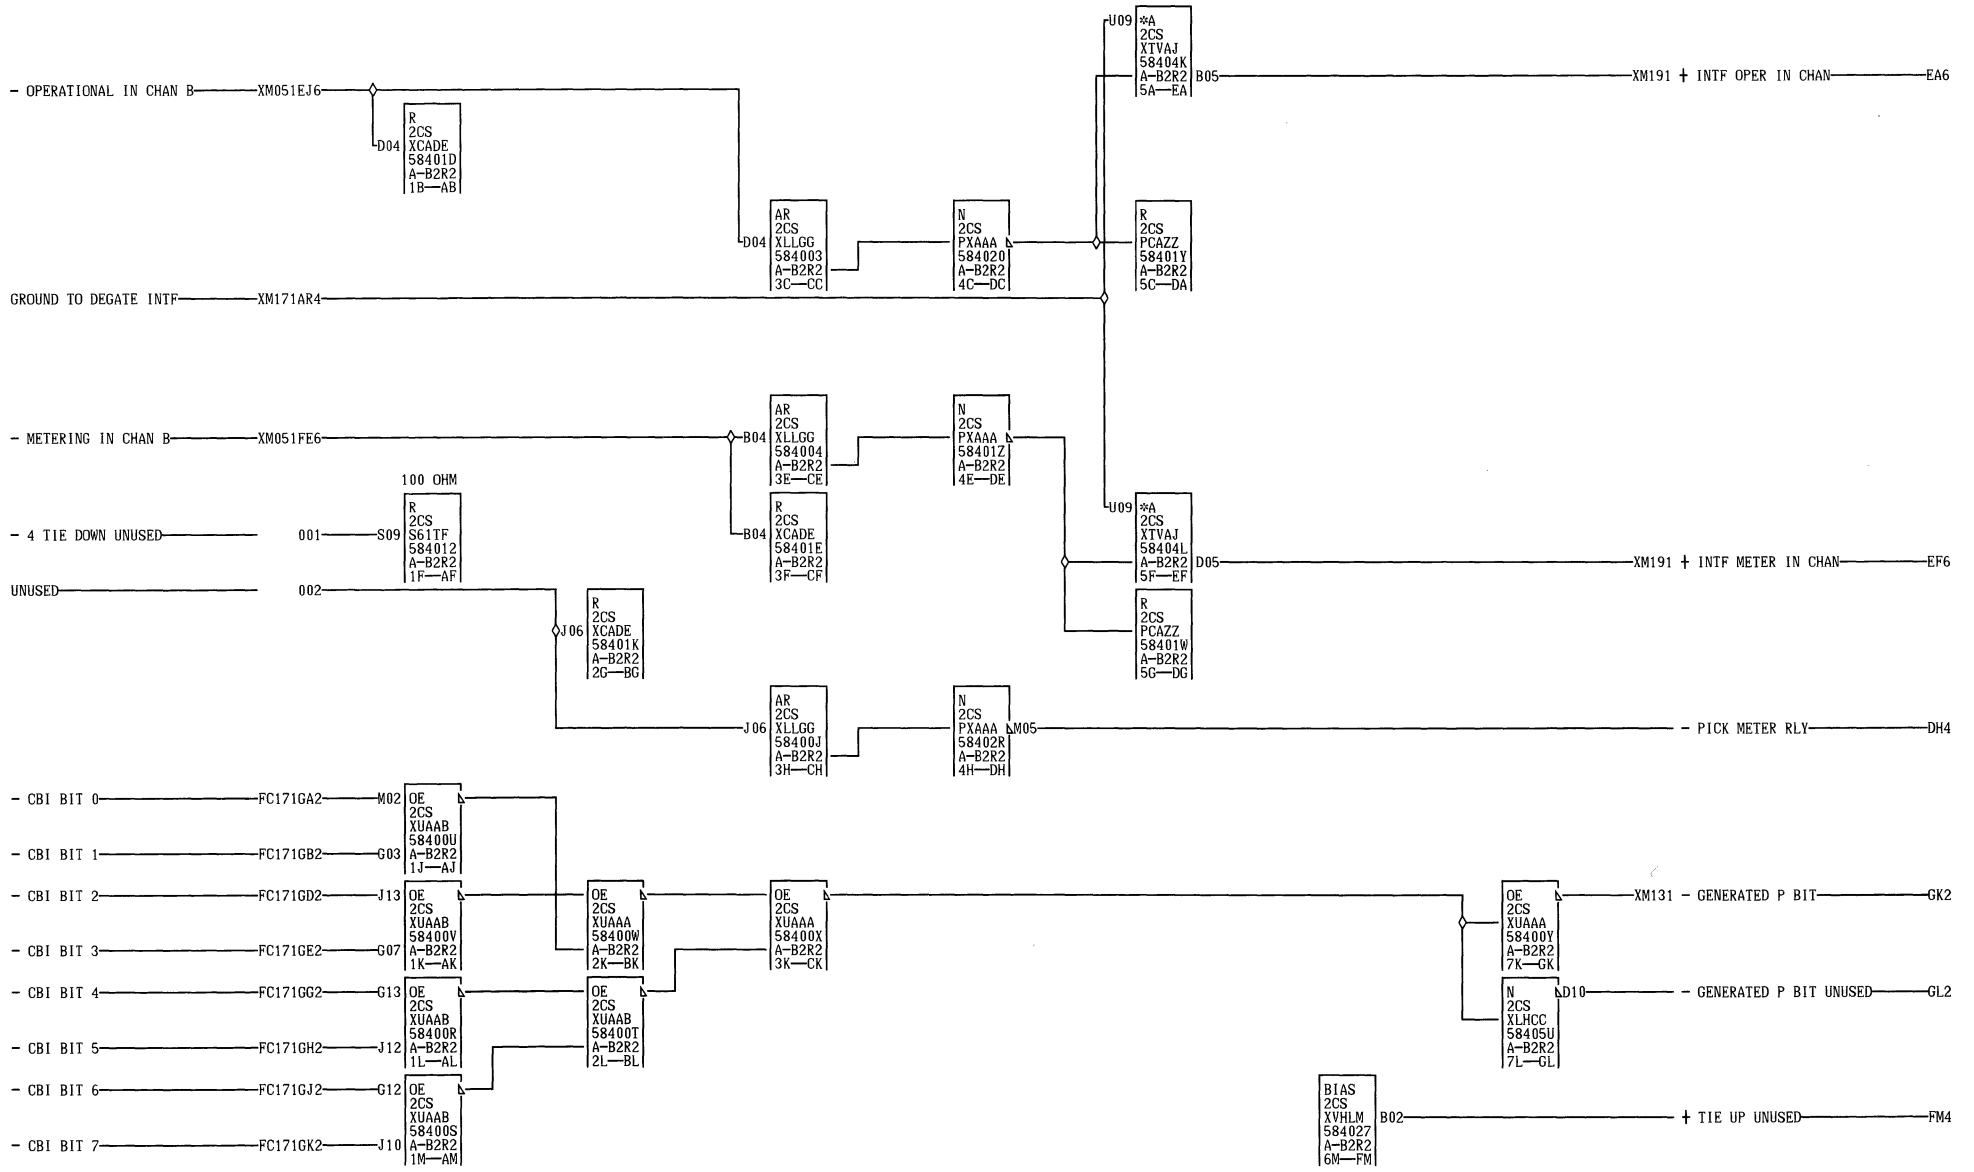 U09 *A
2CS
XTVAJ
58404K
A-B2R2 B05 XM191 + INTF OPER IN CHAN EA6
5A—EA
- OPERATIONAL IN CHAN B XM051EJ6
R
2CS
D04 XCADE
58401D
A-B2R2
1B—AB
AR
2CS
D04 XLLGG
584003
A-B2R2
3C—CC
N
2CS
PXAAA
584020
A-B2R2
4C—DC
R
2CS
PCAZZ
58401Y
A-B2R2
5C—DA
GROUND TO DEGATE INTF XM171AR4
- METERING IN CHAN B XM051FE6
AR
2CS
B04 XLLGG
584004
A-B2R2
3E—CE
N
2CS
PXAAA
58401Z
A-B2R2
4E—DE
100 OHM
- 4 TIE DOWN UNUSED 001 S09
R
2CS
S61TF
584012
A-B2R2
1F—AF
R
2CS
B04 XCADE
58401E
A-B2R2
3F—CF
U09 *A
2CS
XTVAJ
58404L
A-B2R2 D05 XM191 + INTF METER IN CHAN EF6
5F—EF
UNUSED 002
R
2CS
J06 XCADE
58401K
A-B2R2
2G—BG
R
2CS
PCAZZ
58401W
A-B2R2
5G—DG
AR
2CS
J06 XLLGG
58400J
A-B2R2
3H—CH
N
2CS
PXAAA M05 - PICK METER RLY DH4
58402R
A-B2R2
4H—DH
- CBI BIT 0 FC171GA2 M02 OE
2CS
XUAAB
58400U
- CBI BIT 1 FC171GB2 G03 A-B2R2
1J—AJ
- CBI BIT 2 FC171GD2 J13 OE
2CS
XUAAB
58400V
- CBI BIT 3 FC171GE2 G07 A-B2R2
1K—AK
OE
2CS
XUAAA
58400W
A-B2R2
2K—BK
OE
2CS
XUAAA
58400X
A-B2R2
3K—CK
OE XM131 - GENERATED P BIT GK2
2CS
XUAAA
58400Y
A-B2R2
7K—GK
- CBI BIT 4 FC171GG2 G13 OE
2CS
XUAAB
58400R
- CBI BIT 5 FC171GH2 J12 A-B2R2
1L—AL
OE
2CS
XUAAB
58400T
A-B2R2
2L—BL
N D10 - GENERATED P BIT UNUSED GL2
2CS
XLHCC
58405U
A-B2R2
7L—GL
- CBI BIT 6 FC171GJ2 G12 OE
2CS
XUAAB
58400S
- CBI BIT 7 FC171GK2 J10 A-B2R2
1M—AM
BIAS
2CS
XVHLM B02 + TIE UP UNUSED FM4
584027
A-B2R2
6M—FM